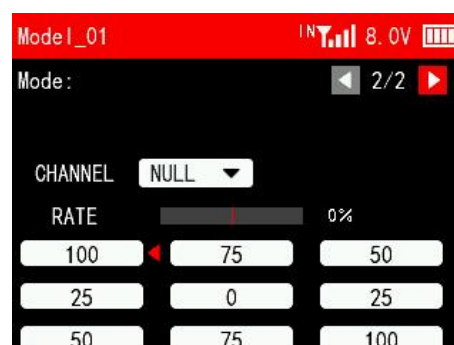 Model_01 IN 8.0V
Mode: 2/2
CHANNEL NULL
RATE 0%
100 75 50
25 0 25
50 75 100